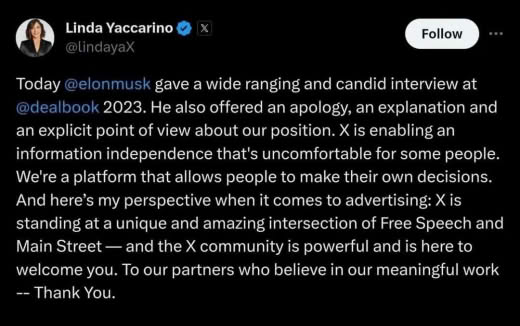 Linda Yaccarino X
@lindayaX
Follow
Today @elonmusk gave a wide ranging and candid interview at
@dealbook 2023. He also offered an apology, an explanation and
an explicit point of view about our position. X is enabling an
information independence that's uncomfortable for some people.
We're a platform that allows people to make their own decisions.
And here’s my perspective when it comes to advertising: X is
standing at a unique and amazing intersection of Free Speech and
Main Street — and the X community is powerful and is here to
welcome you. To our partners who believe in our meaningful work
-- Thank You.